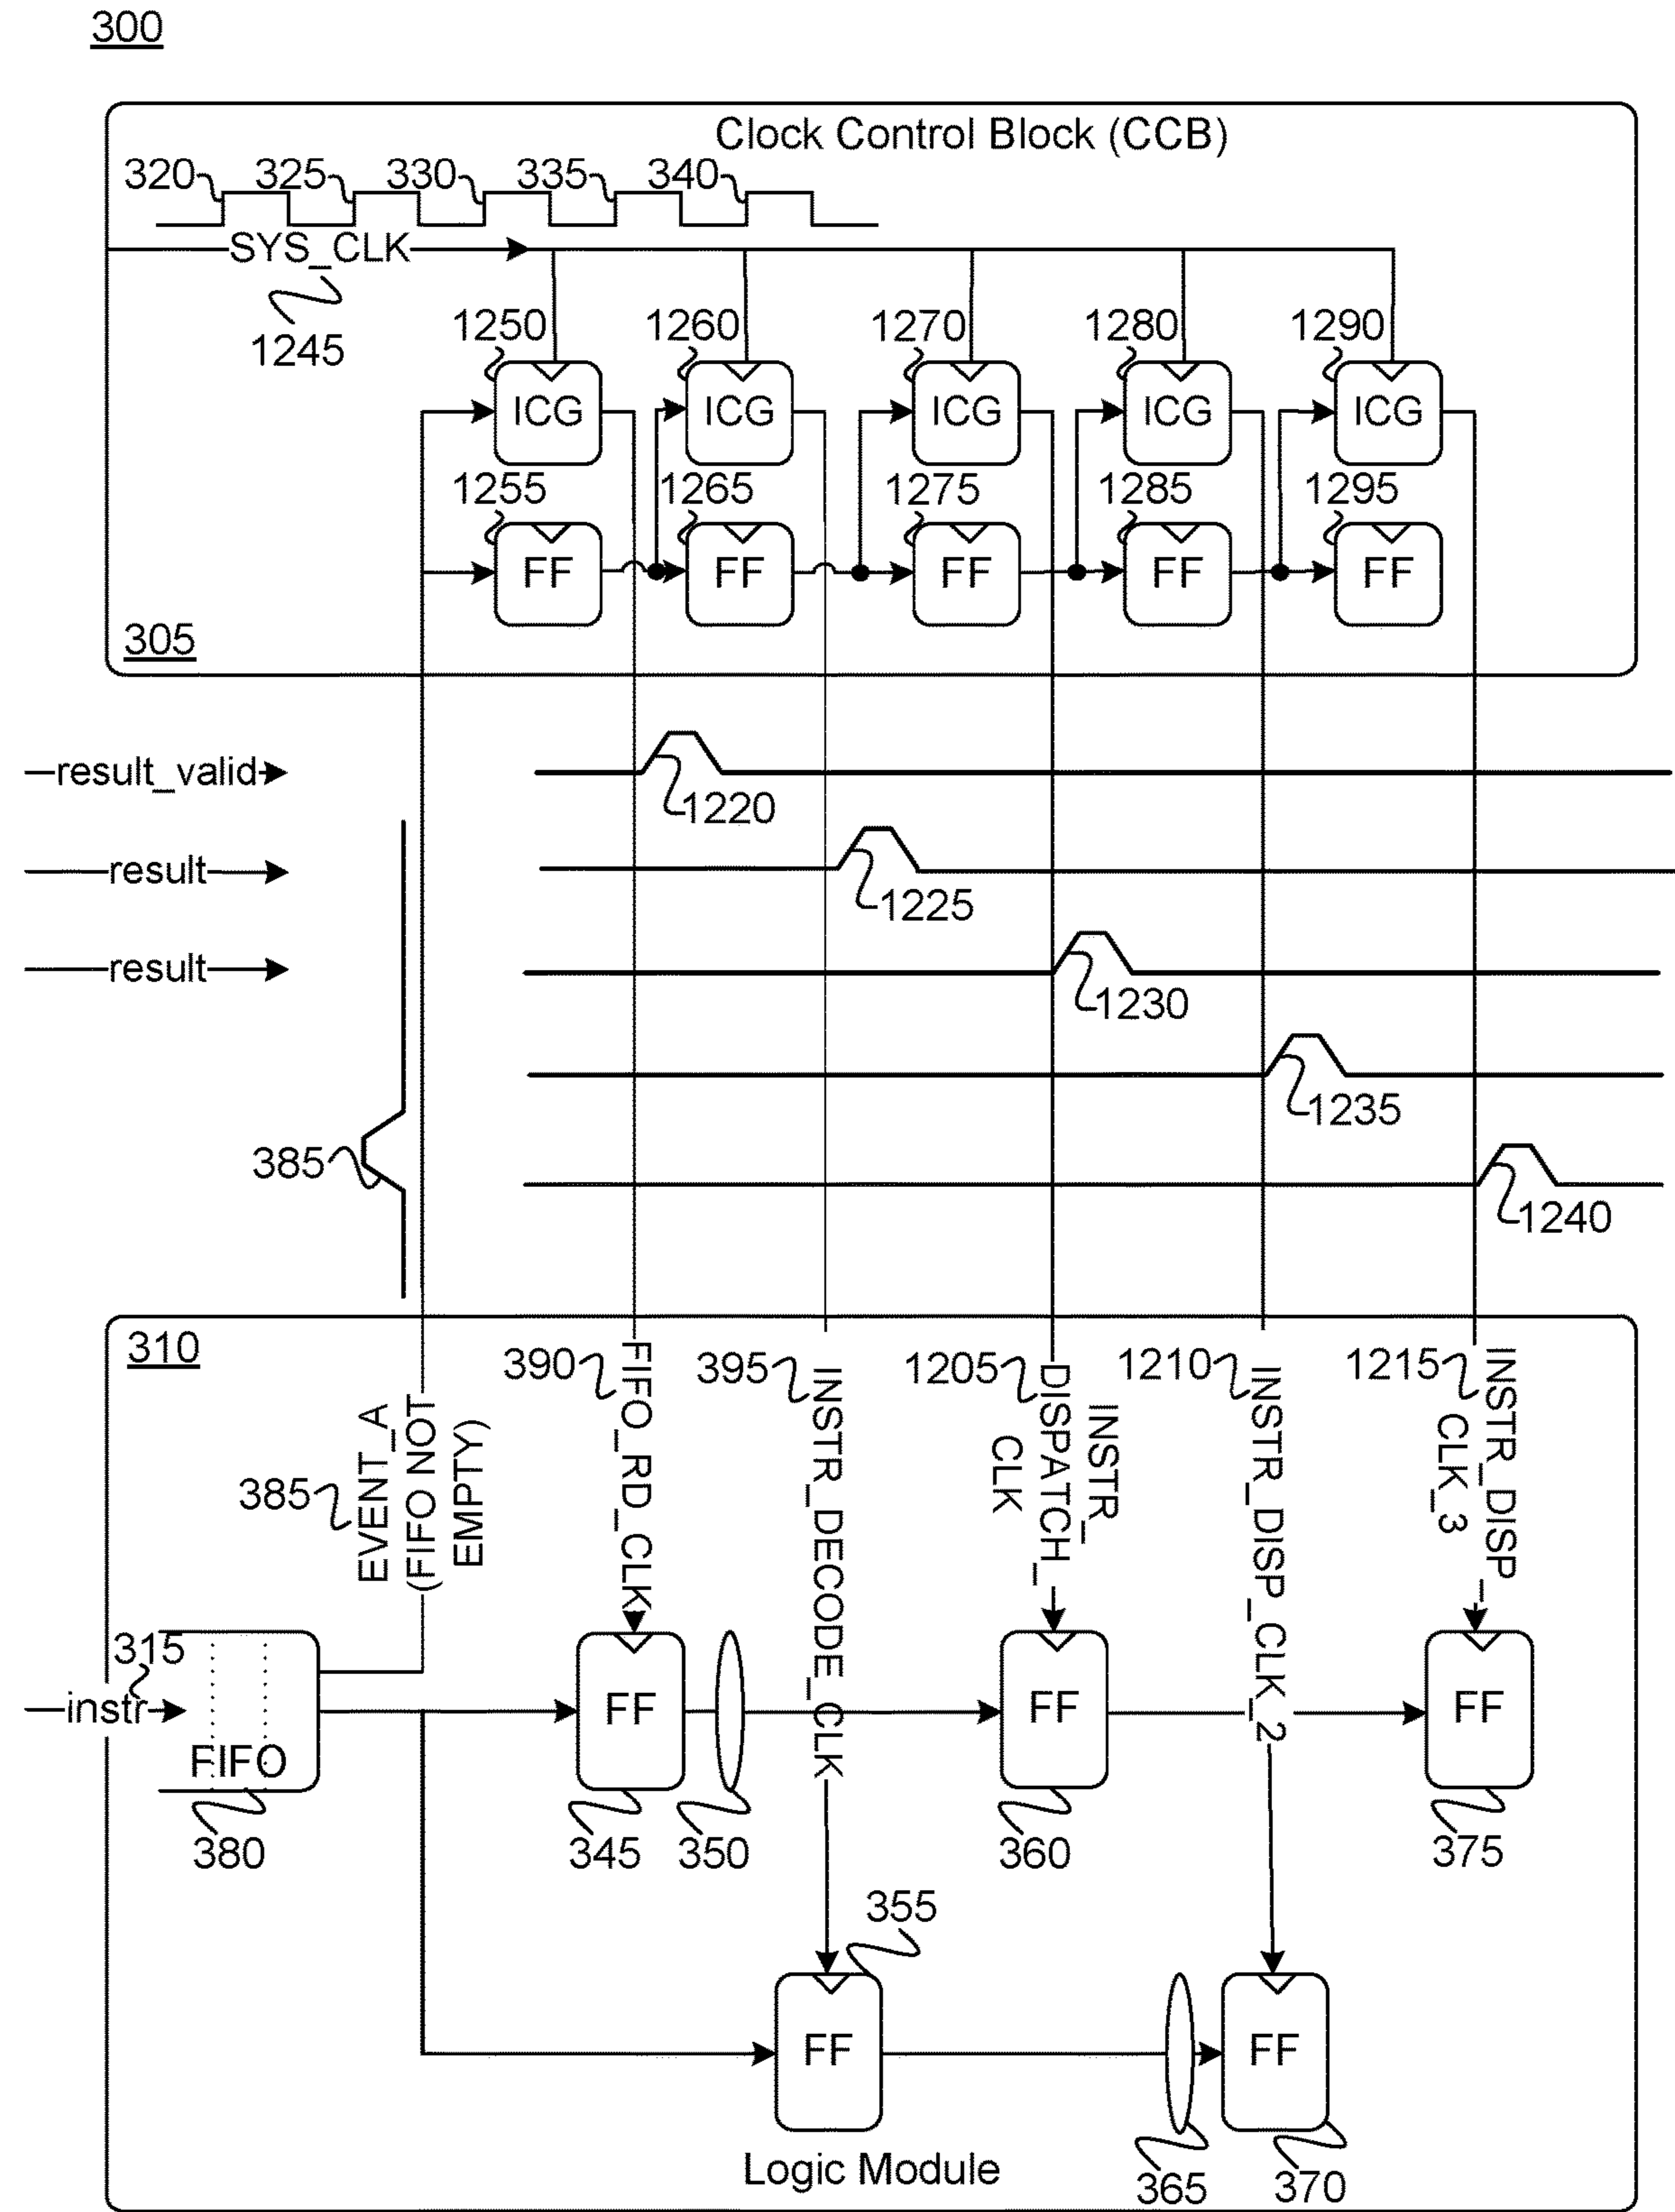 300
Clock Control Block (CCB)
320 325 330 335 340
SYS_CLK
1245
1250 1260 1270 1280 1290
ICG ICG ICG ICG ICG
1255 1265 1275 1285 1295
FF FF FF FF FF
305
result_valid
1220
result
1225
result
1230
1235
385
1240
310
390 395 1205 1210 1215
EVENT_A
(FIFO NOT
EMPTY)
385
FIFO_RD_CLK
INSTR_DECODE_CLK
INSTR_
DISPATCH_
CLK
INSTR_DISP_CLK_2
INSTR_DISP_
CLK_3
315
instr
FIFO
FF FF FF
380 345 350 360 375
355
FF FF
Logic Module
365 370